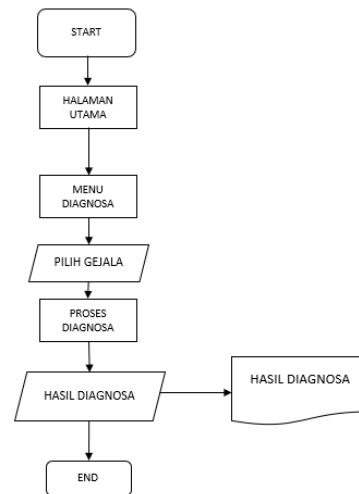 START
HALAMAN
UTAMA
MENU
DIAGNOSA
PILIH GEJALA
PROSES
DIAGNOSA
HASIL DIAGNOSA
HASIL DIAGNOSA
END